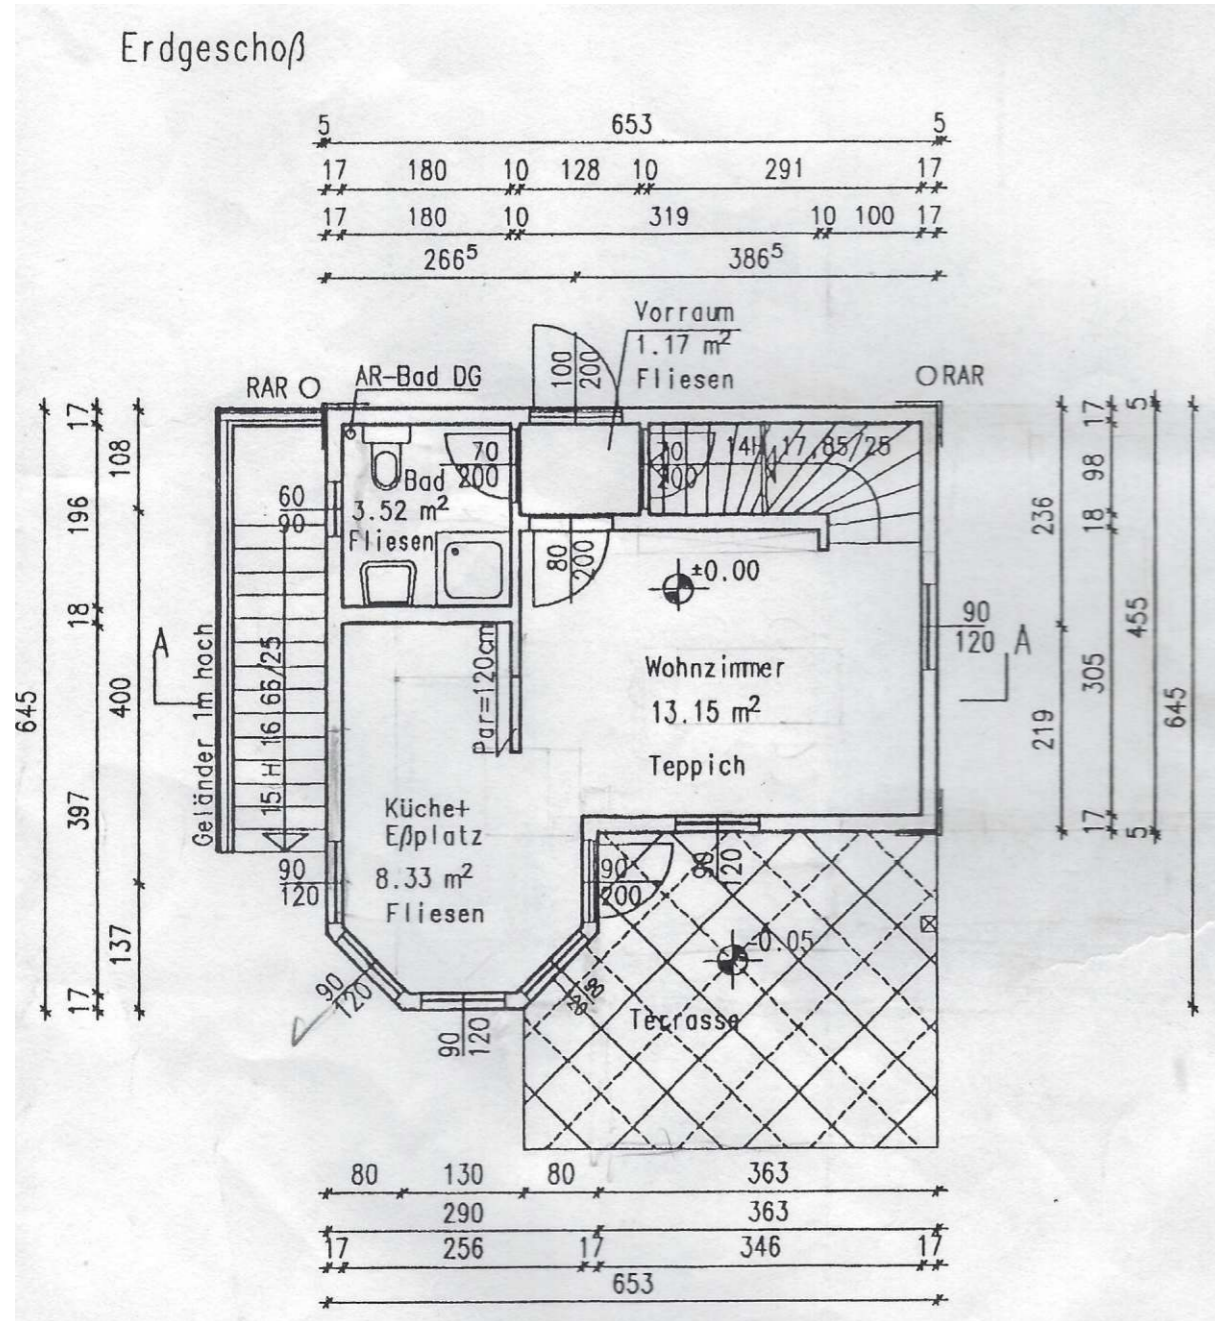 Erdgeschoß
5 653 5
17 180 10 128 10 291 17
17 180 10 319 10 100 17
266⁵ 386⁵
Vorraum
1.17 m²
Fliesen
100
200
RAR
AR-Bad DG
RAR
70
200
Bad
3.52 m²
Fliesen
60
90
70
200
14H 17,85/25
80
200
±0.00
90
120
A
A
Geländer 1m hoch
15 H 16 66/25
Par=120cm
Wohnzimmer
13.15 m²
Teppich
Küche+
Eßplatz
8.33 m²
Fliesen
90
120
90
200
90
120
-0.05
Terrasse
90
120
90
120
90
120
645
17
196
18
397
17
108
400
137
236
219
17
98
18
305
17
5
455
5
645
80 130 80 363
290 363
17 256 17 346 17
653